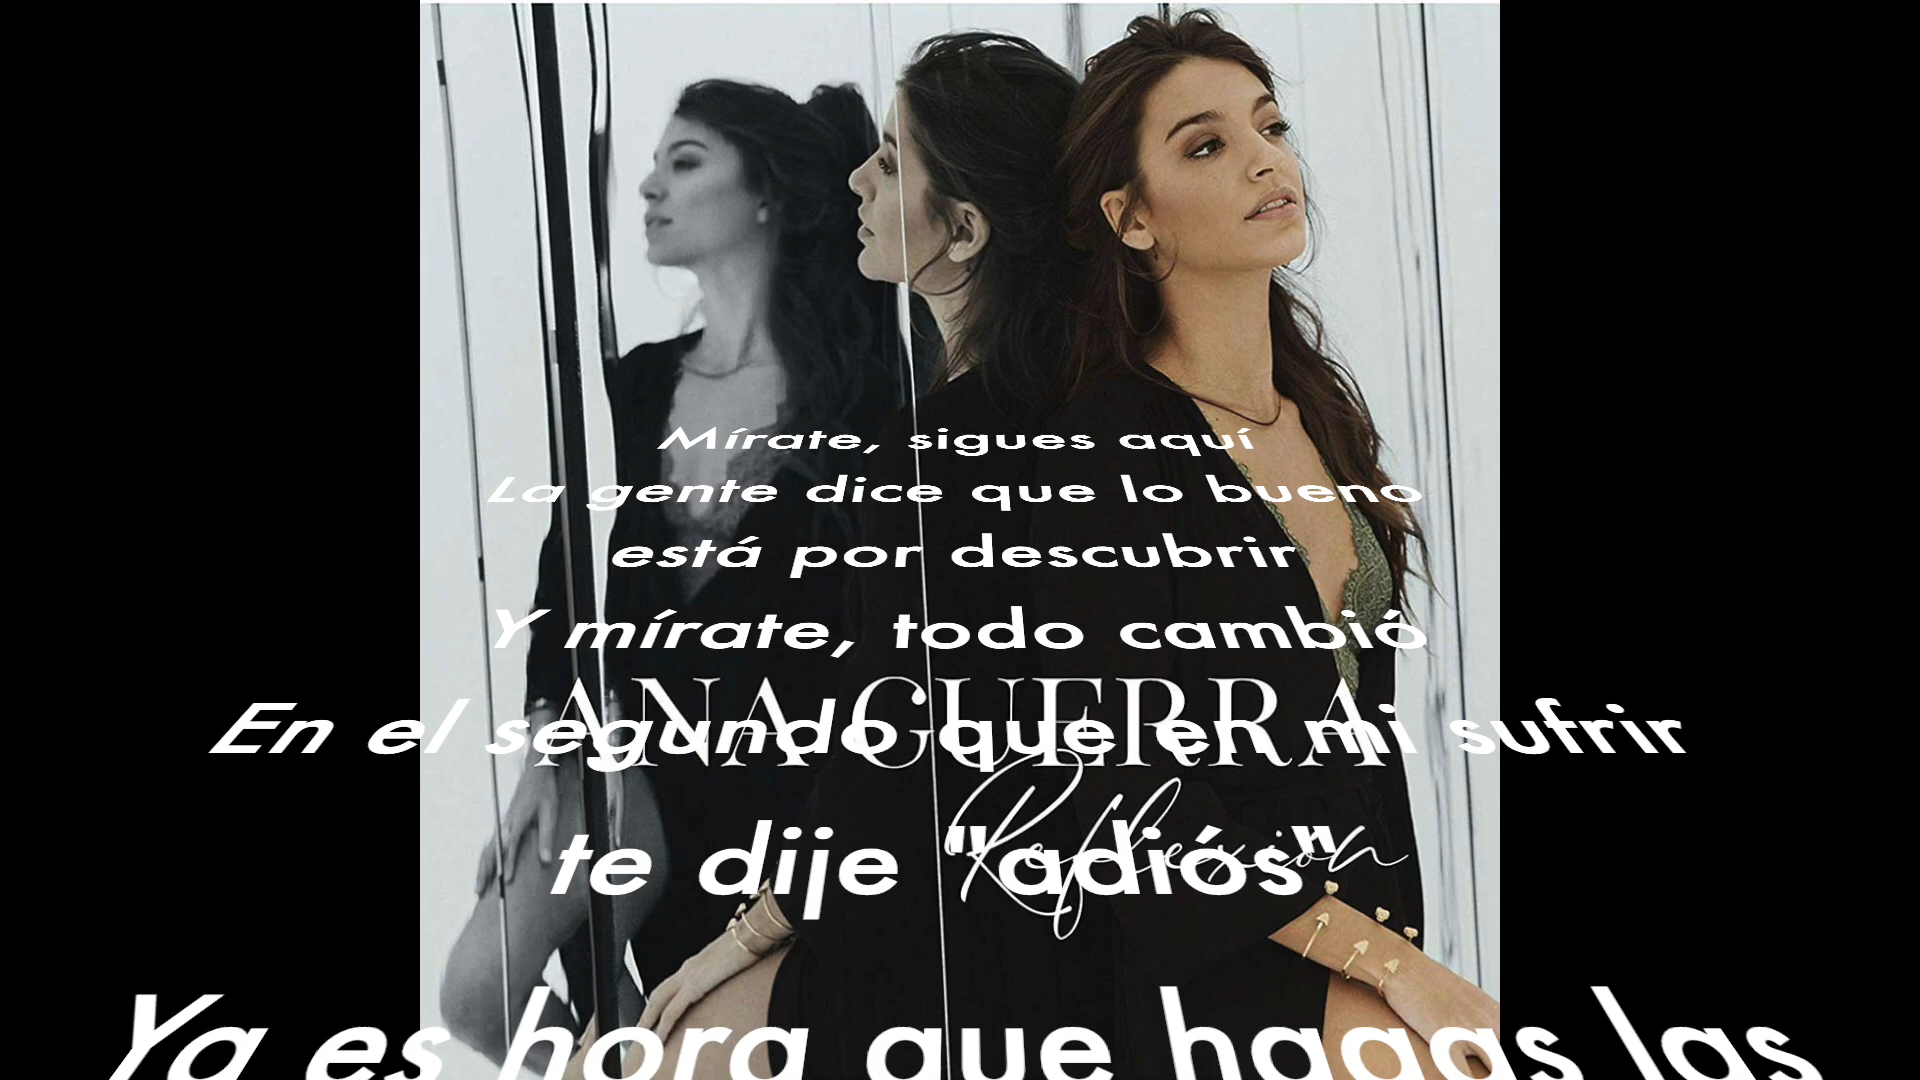 Mírate, sigues aquí
La gente dice que lo bueno
está por descubrir
Y mírate, todo cambió
ANA GUERRA
En el segundo que en mi sufrir
Reflexión
te dije "adiós"
Ya es hora que hagas las